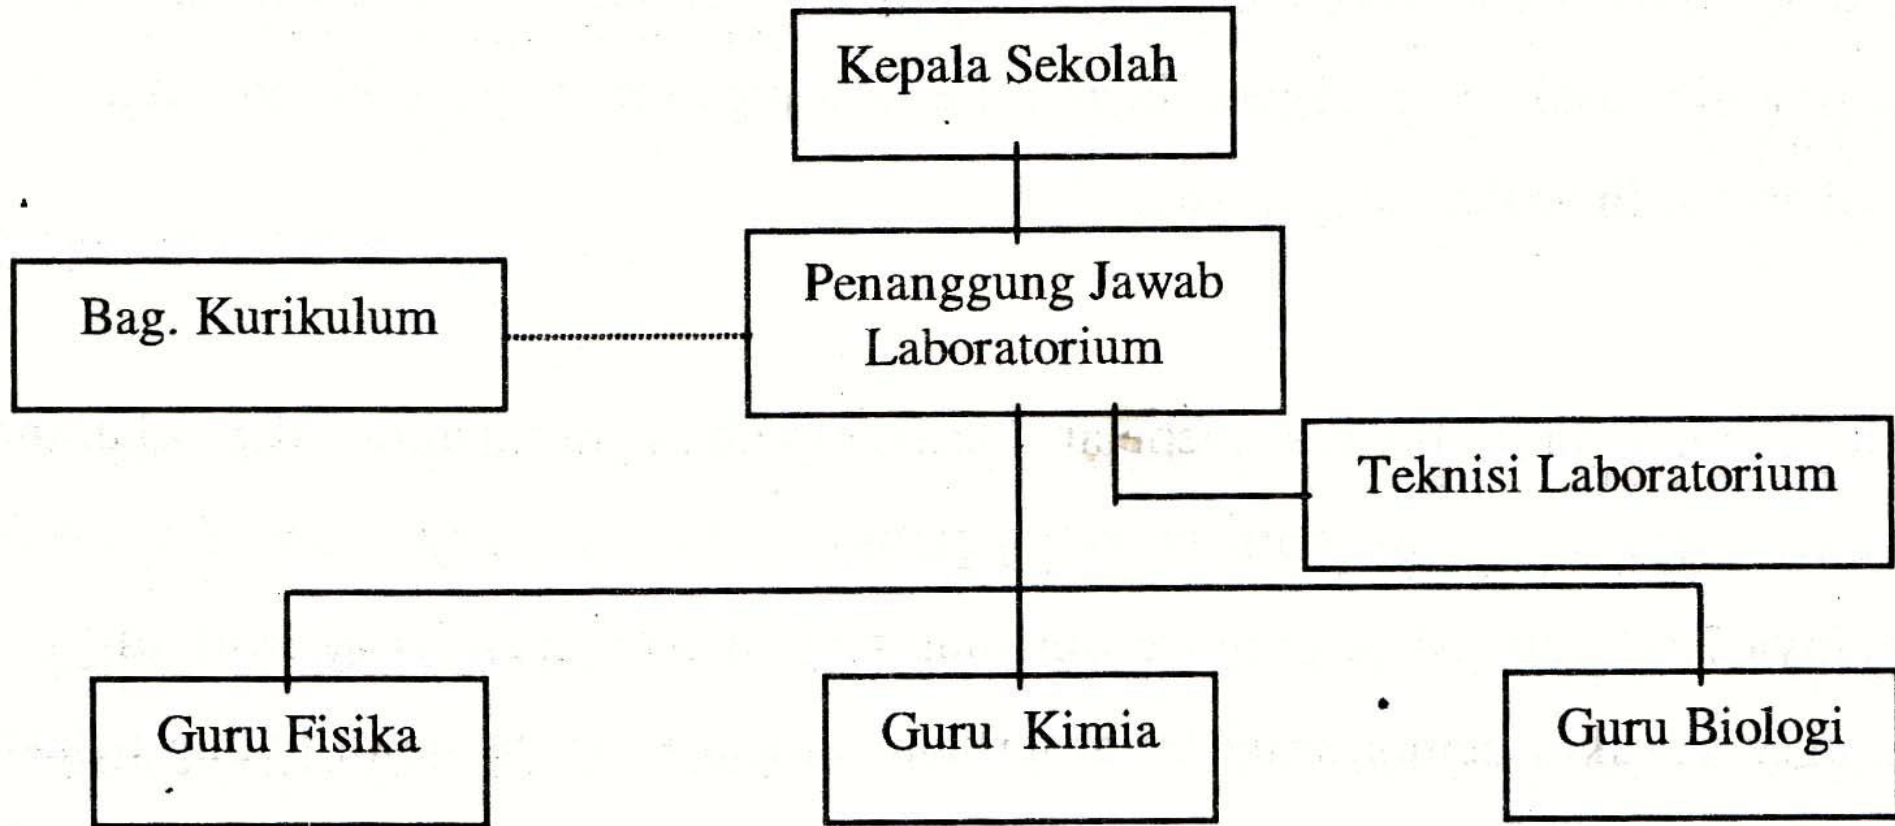 Kepala Sekolah
Bag. Kurikulum
Penanggung Jawab
Laboratorium
Teknisi Laboratorium
Guru Fisika
Guru Kimia
Guru Biologi